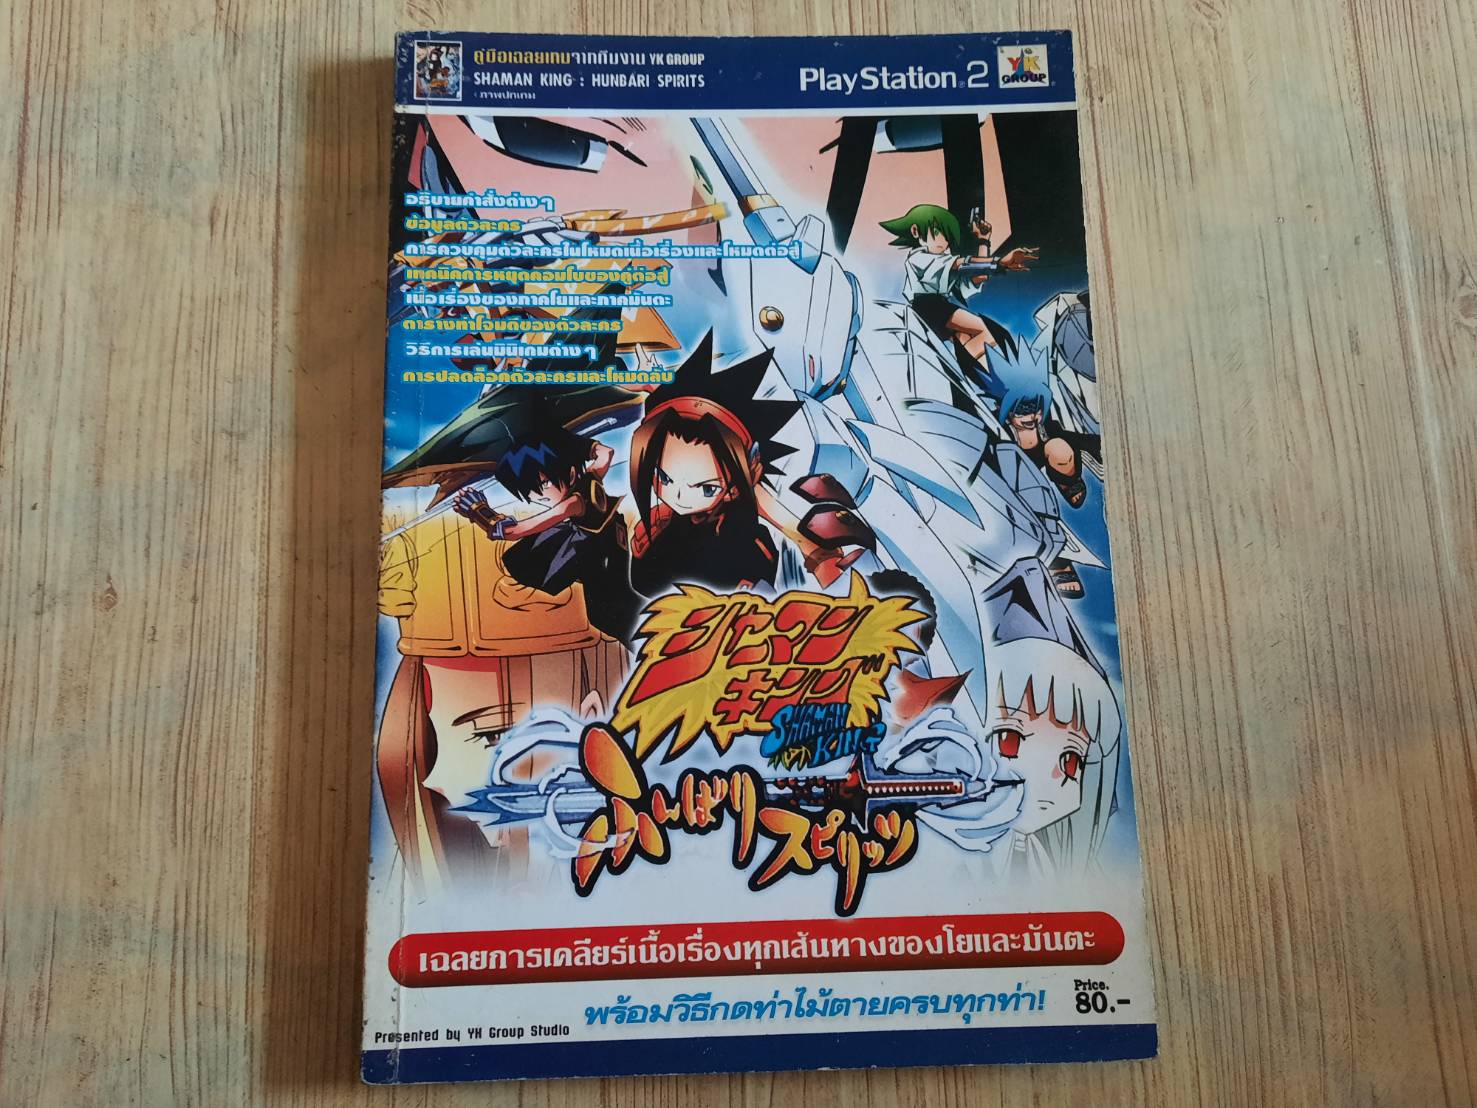 คู่มือเฉลยเกมจากทีมงาน YK GROUP
SHAMAN KING : HUNBARI SPIRITS
ภาพปกเกม
PlayStation 2
YK
GROUP
อธิบายคำสั่งต่าง ๆ
ข้อมูลตัวละคร
การควบคุมตัวละครในโหมดเนื้อเรื่องและโหมดต่อสู้
เทคนิคการหยุดคอมโบของคู่ต่อสู้
เนื้อเรื่องของภาคโยและภาคมันตะ
ตารางท่าโจมตีของตัวละคร
วิธีการเล่นมินิเกมต่าง ๆ
การปลดล็อคตัวละครและโหมดลับ
シャーマン
キング
SHAMAN
KING
ふんばり
スピリッツ
เฉลยการเคลียร์เนื้อเรื่องทุกเส้นทางของโยและมันตะ
พร้อมวิธีกดท่าไม้ตายครบทุกท่า!
Price.
80.-
Presented by YK Group Studio